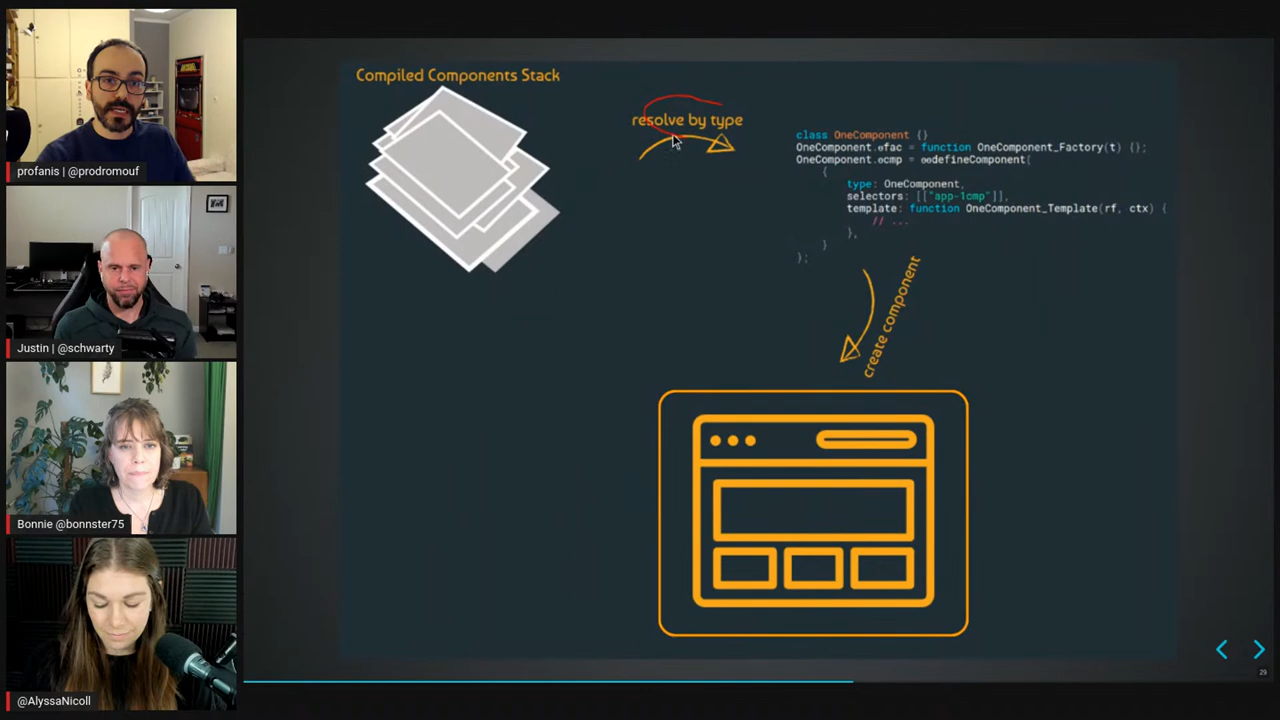 profanis | @prodromouf
Justin | @schwarty
Bonnie @bonnster75
@AlyssaNicoll
Compiled Components Stack
resolve by type
class OneComponent {}
OneComponent.ɵfac = function OneComponent_Factory(t) {};
OneComponent.ɵcmp = ɵɵdefineComponent(
{
type: OneComponent,
selectors: [["app-1cmp"]],
template: function OneComponent_Template(rf, ctx) {
// ...
},
}
);
create component
29